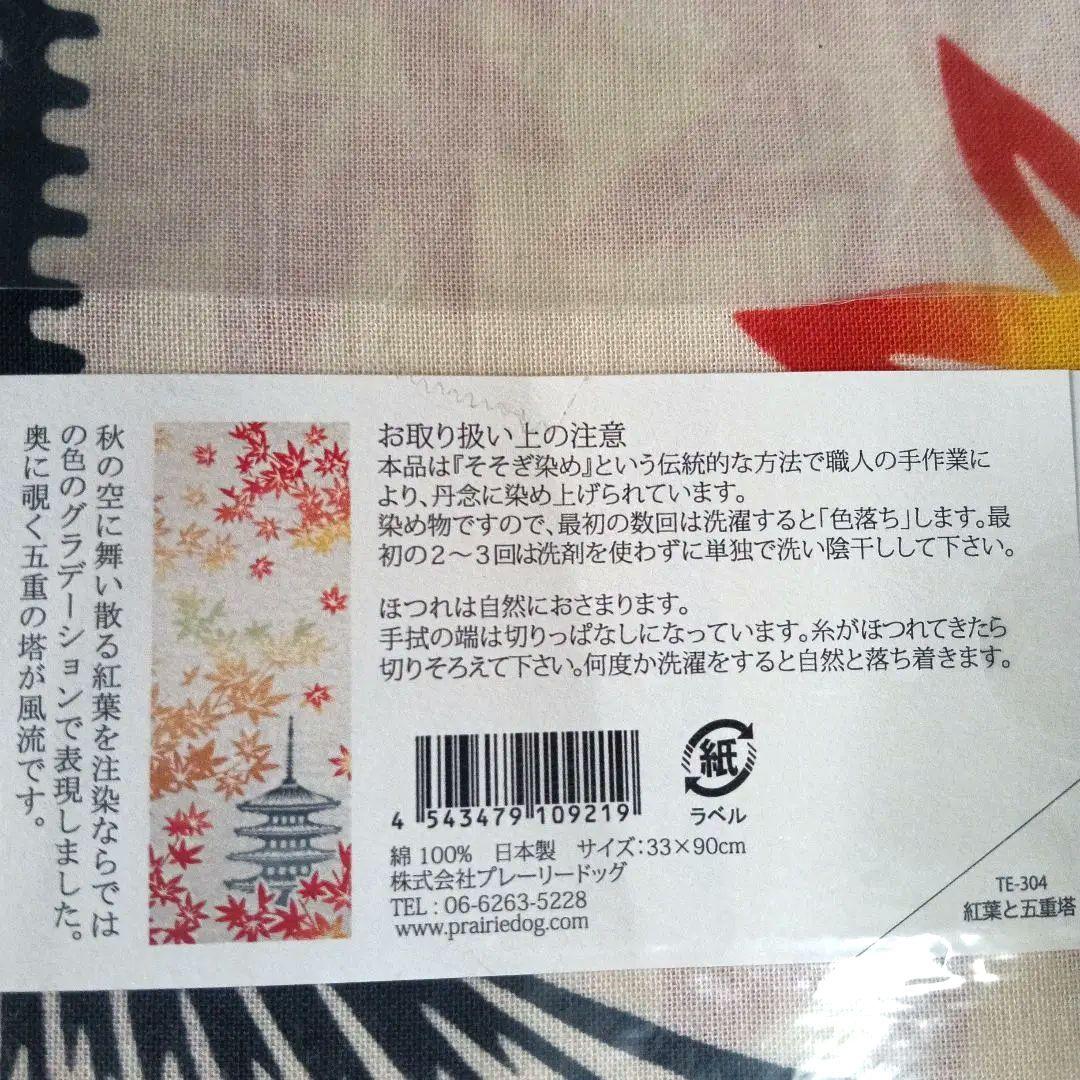 秋の空に舞い散る紅葉を注染ならでは
の色のグラデーションで表現しました。
奥に覗く五重の塔が風流です。
お取り扱い上の注意
本品は『そそぎ染め』という伝統的な方法で職人の手作業に
より、丹念に染め上げられています。
染め物ですので、最初の数回は洗濯すると「色落ち」します。最
初の2～3回は洗剤を使わずに単独で洗い陰干しして下さい。
ほつれは自然におさまります。
手拭の端は切りっぱなしになっています。糸がほつれてきたら
切りそろえて下さい。何度か洗濯をすると自然と落ち着きます。
4 543479 109219
紙
ラベル
綿 100% 日本製 サイズ:33×90cm
株式会社プレーリードッグ
TEL : 06-6263-5228
www.prairiedog.com
TE-304
紅葉と五重塔